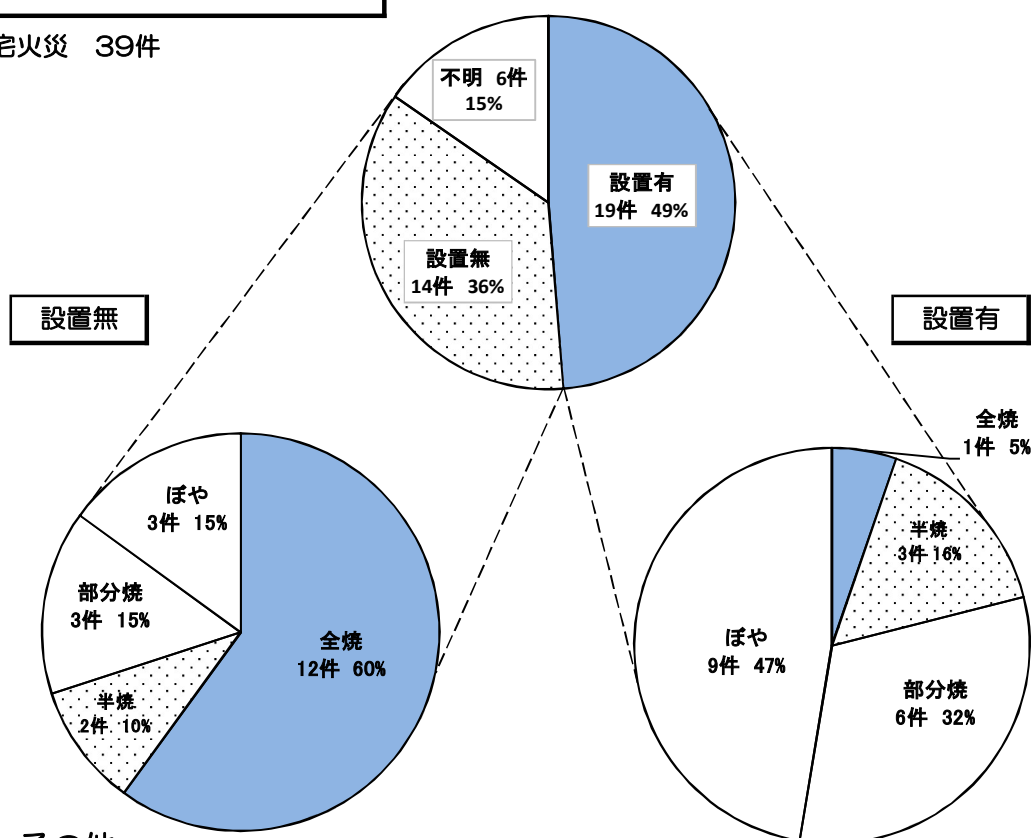 宅火災　39件
不明 6件
15%
設置有
19件 49%
設置無
14件 36%
設置無
設置有
全焼
1件 5%
ぼや
3件 15%
半焼
3件 16%
部分焼
3件 15%
全焼
12件 60%
ぼや
9件 47%
部分焼
6件 32%
半焼
2件 10%
その他